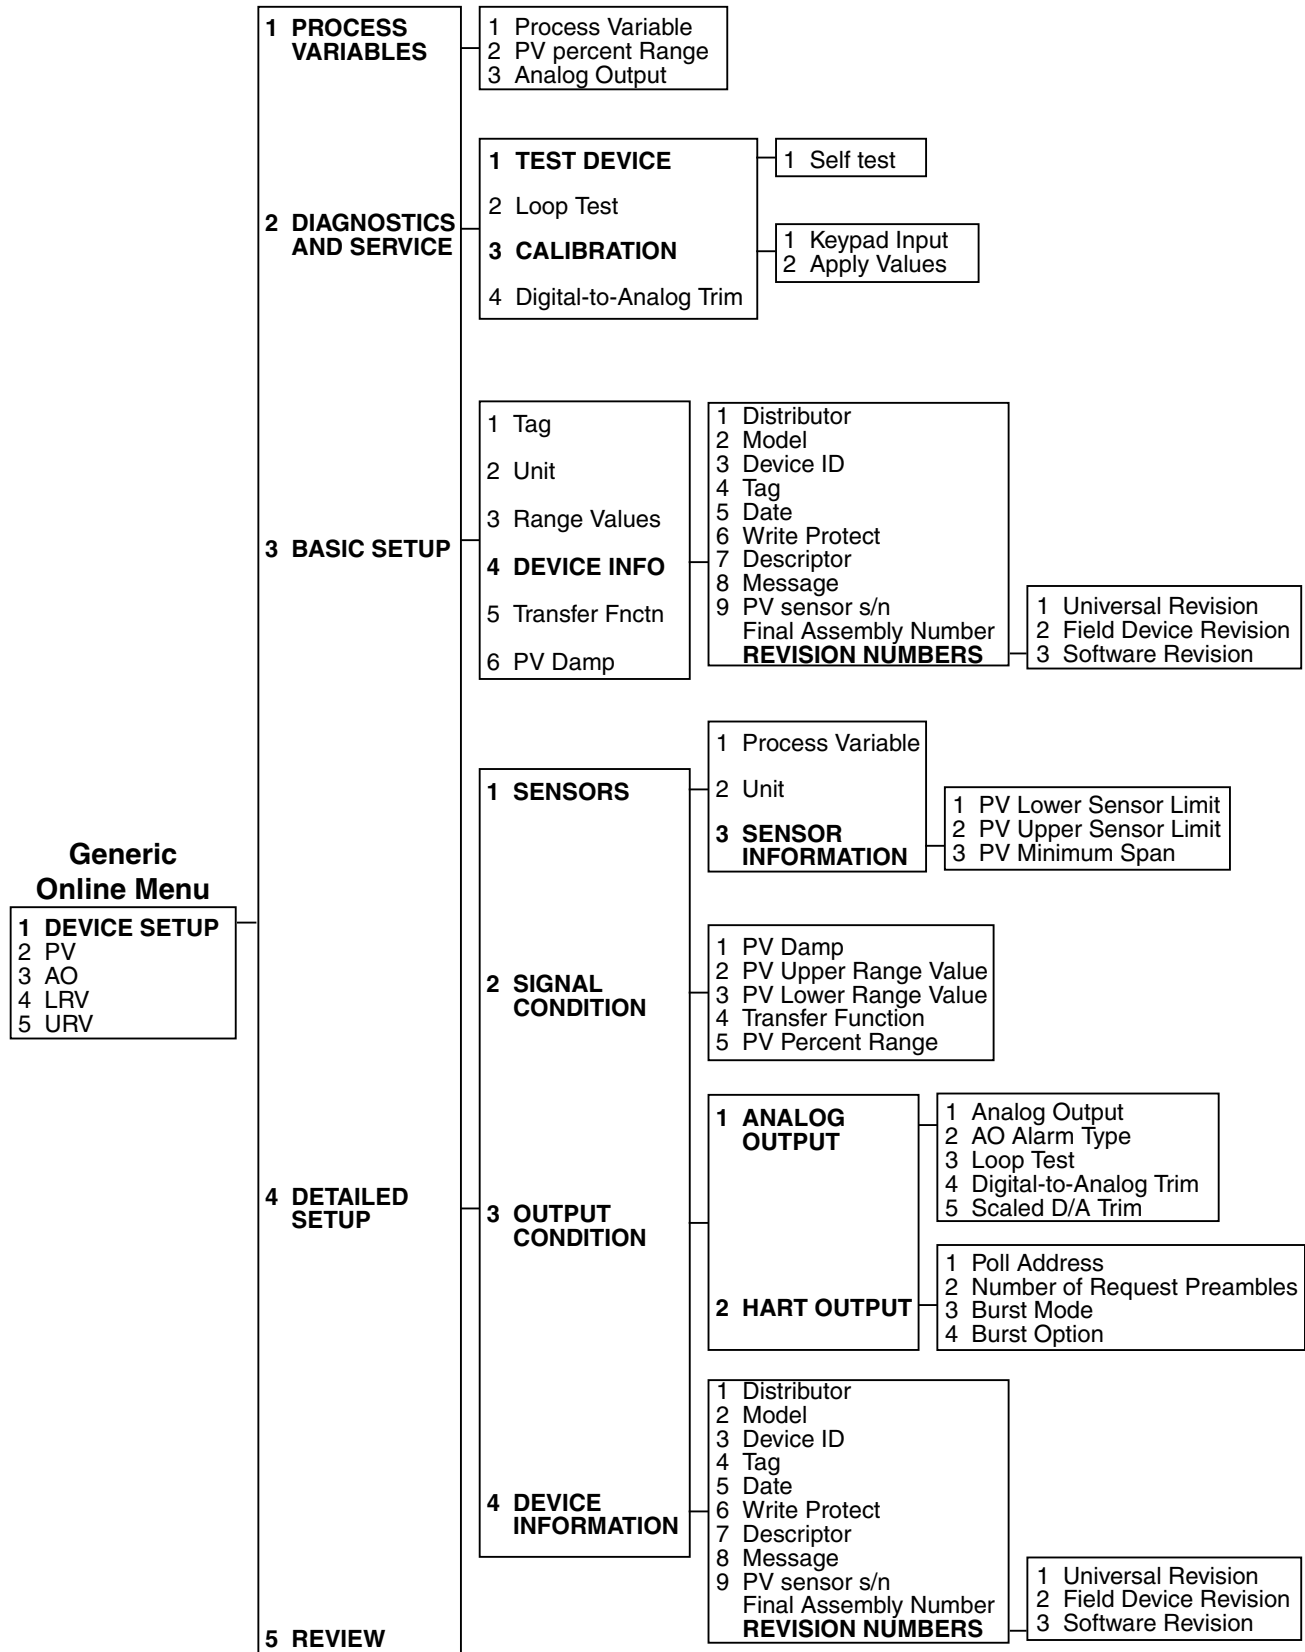 Generic
Online Menu
1 DEVICE SETUP
2 PV
3 AO
4 LRV
5 URV
1 PROCESS
VARIABLES
1 Process Variable
2 PV percent Range
3 Analog Output
2 DIAGNOSTICS
AND SERVICE
1 TEST DEVICE
2 Loop Test
3 CALIBRATION
4 Digital-to-Analog Trim
1 Self test
1 Keypad Input
2 Apply Values
3 BASIC SETUP
1 Tag
2 Unit
3 Range Values
4 DEVICE INFO
5 Transfer Fnctn
6 PV Damp
1 Distributor
2 Model
3 Device ID
4 Tag
5 Date
6 Write Protect
7 Descriptor
8 Message
9 PV sensor s/n
Final Assembly Number
REVISION NUMBERS
1 Universal Revision
2 Field Device Revision
3 Software Revision
4 DETAILED
SETUP
1 SENSORS
1 Process Variable
2 Unit
3 SENSOR
INFORMATION
1 PV Lower Sensor Limit
2 PV Upper Sensor Limit
3 PV Minimum Span
2 SIGNAL
CONDITION
1 PV Damp
2 PV Upper Range Value
3 PV Lower Range Value
4 Transfer Function
5 PV Percent Range
3 OUTPUT
CONDITION
1 ANALOG
OUTPUT
1 Analog Output
2 AO Alarm Type
3 Loop Test
4 Digital-to-Analog Trim
5 Scaled D/A Trim
2 HART OUTPUT
1 Poll Address
2 Number of Request Preambles
3 Burst Mode
4 Burst Option
4 DEVICE
INFORMATION
1 Distributor
2 Model
3 Device ID
4 Tag
5 Date
6 Write Protect
7 Descriptor
8 Message
9 PV sensor s/n
Final Assembly Number
REVISION NUMBERS
1 Universal Revision
2 Field Device Revision
3 Software Revision
5 REVIEW